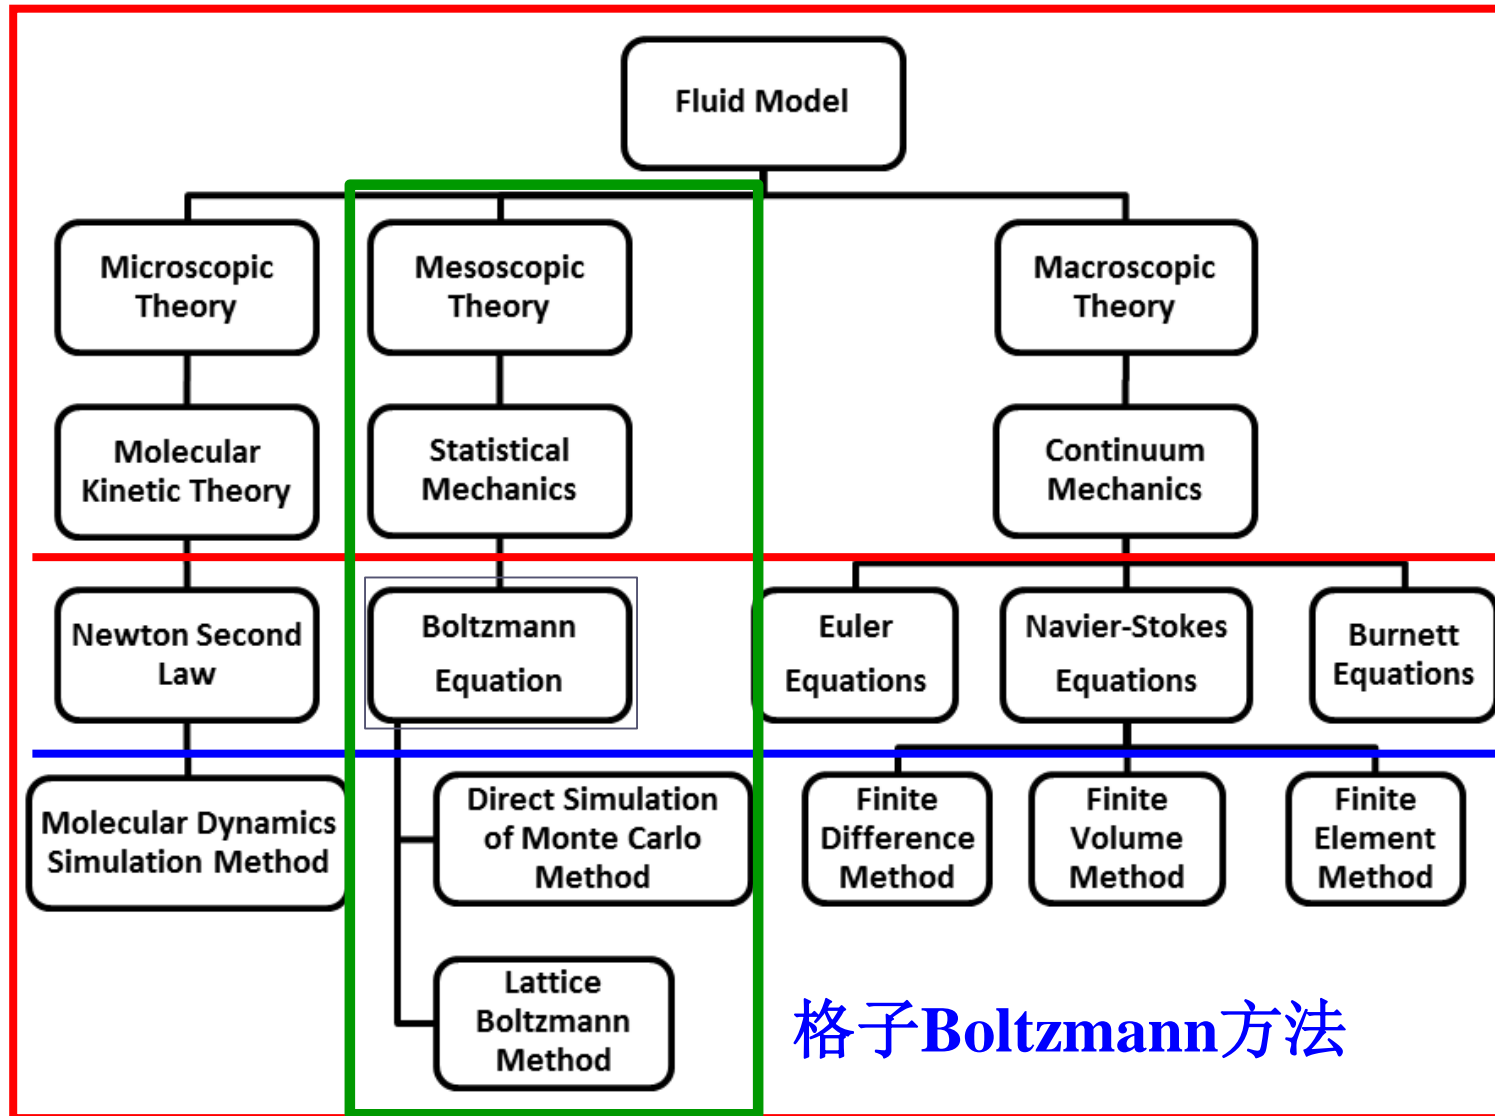 Fluid Model
Microscopic
Theory
Mesoscopic
Theory
Macroscopic
Theory
Molecular
Kinetic Theory
Statistical
Mechanics
Continuum
Mechanics
Newton Second
Law
Boltzmann
Equation
Euler
Equations
Navier-Stokes
Equations
Burnett
Equations
Molecular Dynamics
Simulation Method
Direct Simulation
of Monte Carlo
Method
Finite
Difference
Method
Finite
Volume
Method
Finite
Element
Method
Lattice
Boltzmann
Method
格子Boltzmann方法